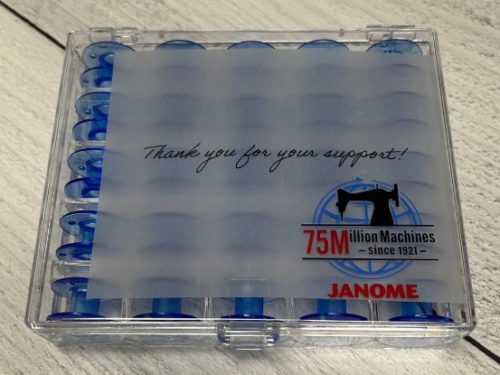 Thank you for your support!
75Million Machines
– since 1921 –
JANOME